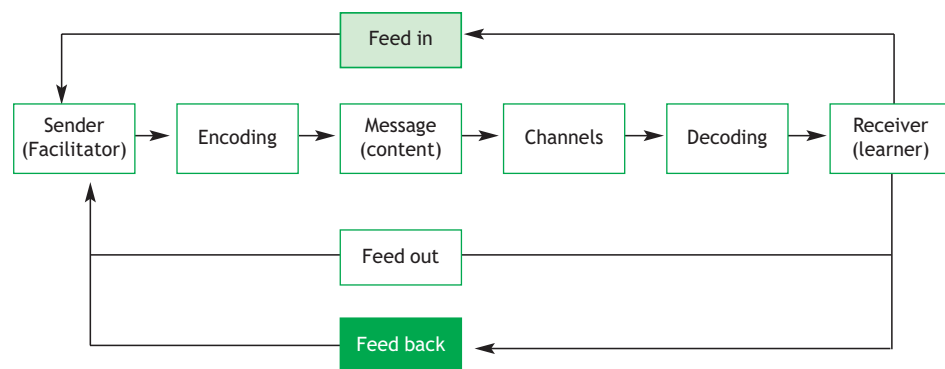 Feed in
Sender
(Facilitator)
Encoding
Message
(content)
Channels
Decoding
Receiver
(learner)
Feed out
Feed back